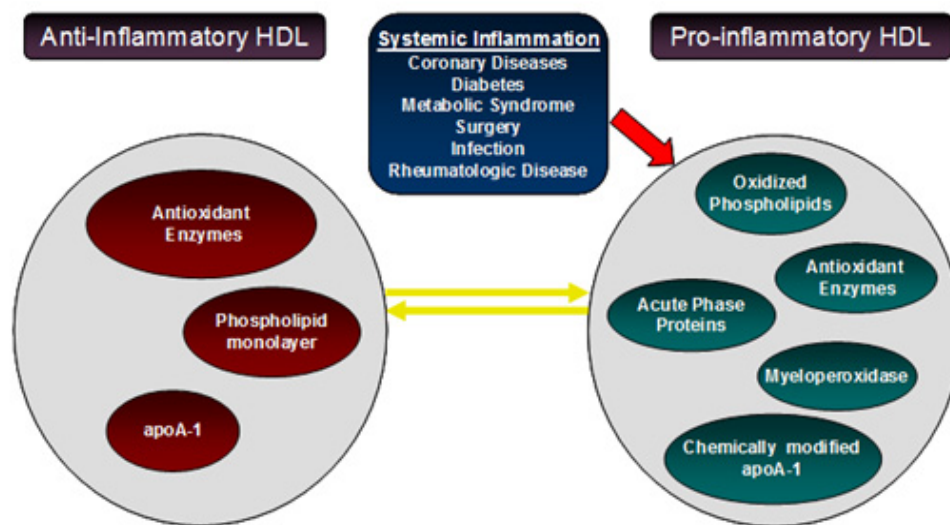 Anti-Inflammatory HDL
Systemic Inflammation
Coronary Diseases
Diabetes
Metabolic Syndrome
Surgery
Infection
Rheumatologic Disease
Pro-inflammatory HDL
Antioxidant
Enzymes
Phospholipid
monolayer
apoA-1
Oxidized
Phospholipids
Antioxidant
Enzymes
Acute Phase
Proteins
Myeloperoxidase
Chemically modified
apoA-1